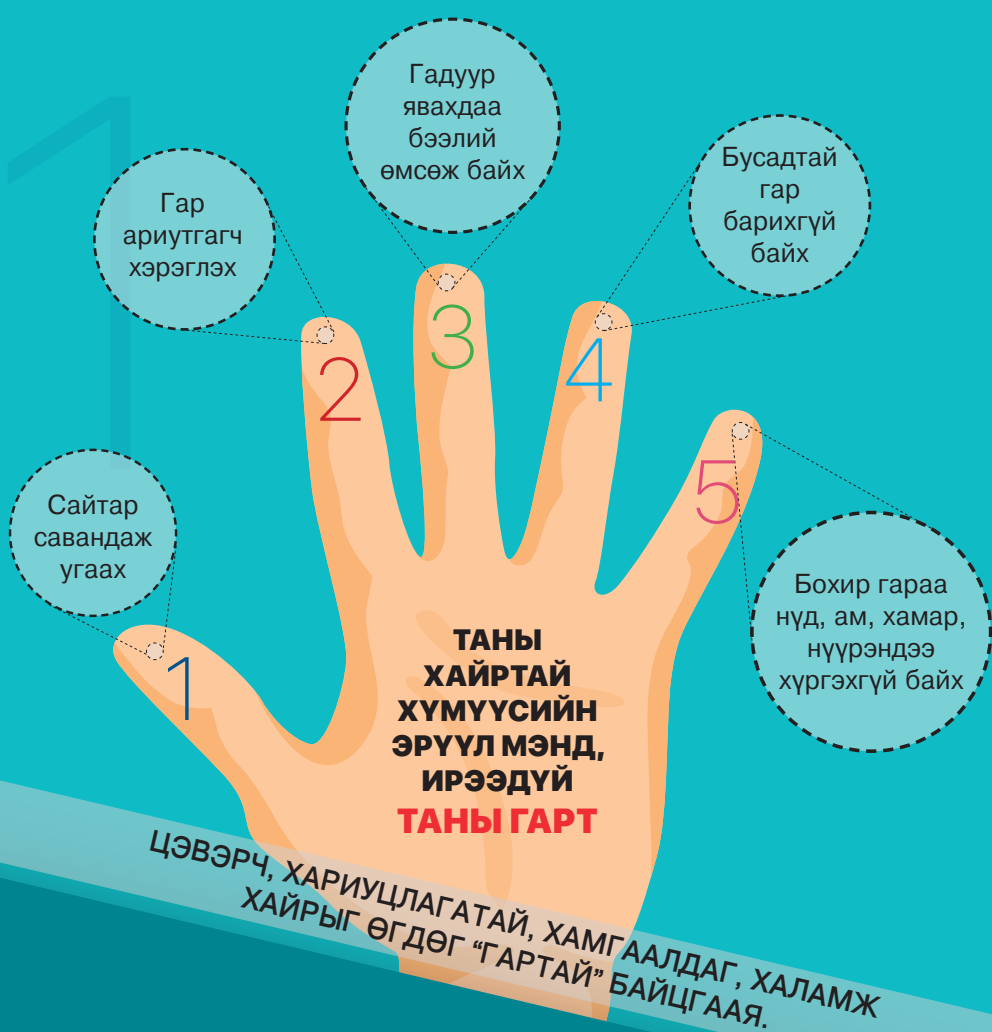 1
Сайтар
савандаж
угаах
1
Гар
ариутгагч
хэрэглэх
2
Гадуур
явахдаа
бээлий
өмсөж байх
3
Бусадтай
гар
барихгүй
байх
4
Бохир гараа
нүд, ам, хамар,
нүүрэндээ
хүргэхгүй байх
5
ТАНЫ
ХАЙРТАЙ
ХҮМҮҮСИЙН
ЭРҮҮЛ МЭНД,
ИРЭЭДҮЙ
ТАНЫ ГАРТ
ЦЭВЭРЧ, ХАРИУЦЛАГАТАЙ, ХАМГААЛДАГ, ХАЛАМЖ
ХАЙРЫГ ӨГДӨГ “ГАРТАЙ” БАЙЦГААЯ.